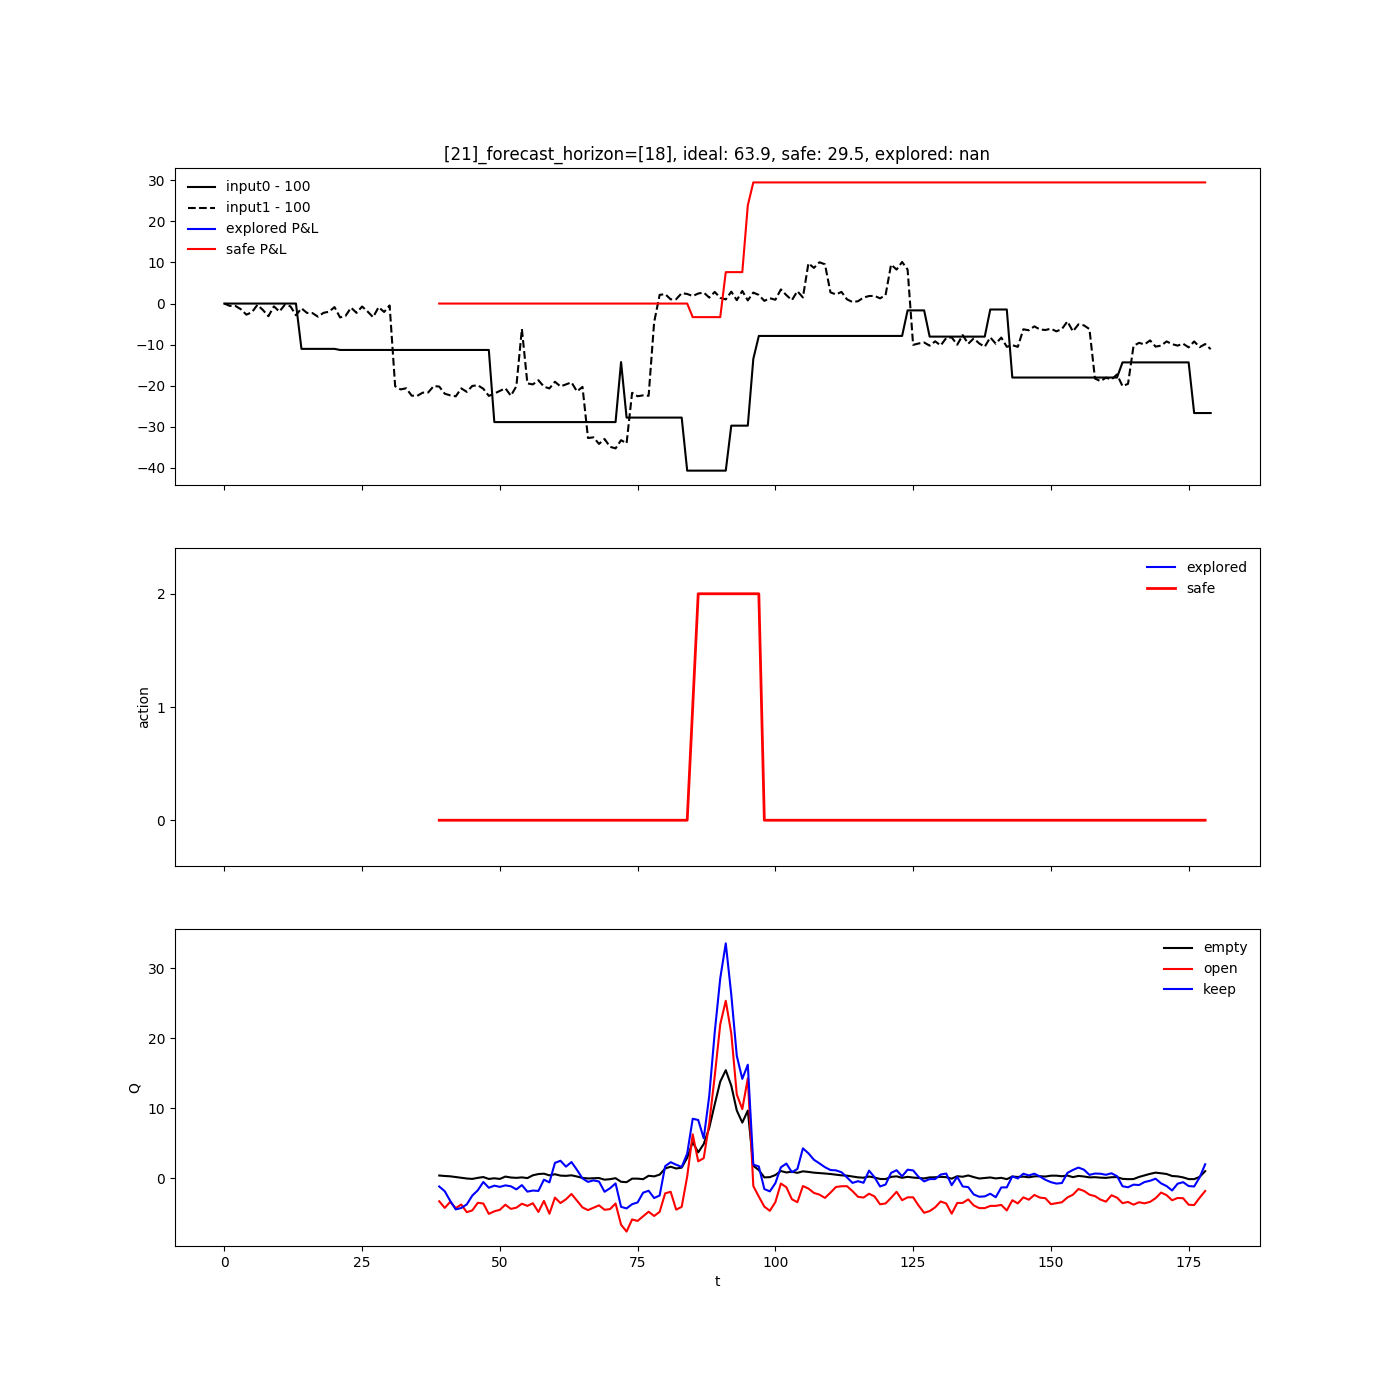 [21]_forecast_horizon=[18], ideal: 63.9, safe: 29.5, explored: nan
30
20
10
0
−10
−20
−30
−40
input0 - 100
input1 - 100
explored P&L
safe P&L
2
1
0
action
explored
safe
30
20
10
0
Q
empty
open
keep
0
25
50
75
100
125
150
175
t